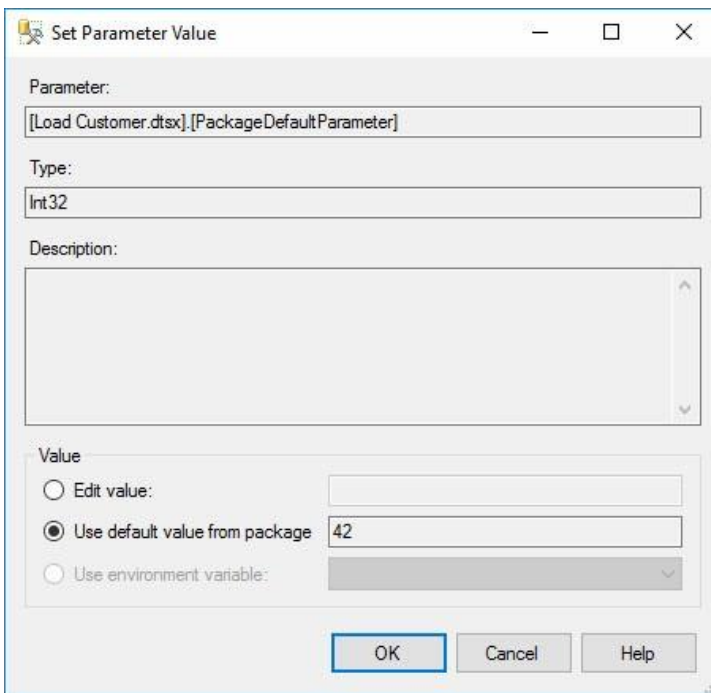 Set Parameter Value
Parameter:
[Load Customer.dtsx].[PackageDefaultParameter]
Type:
Int32
Description:
Value
Edit value:
Use default value from package 42
Use environment variable:
OK Cancel Help